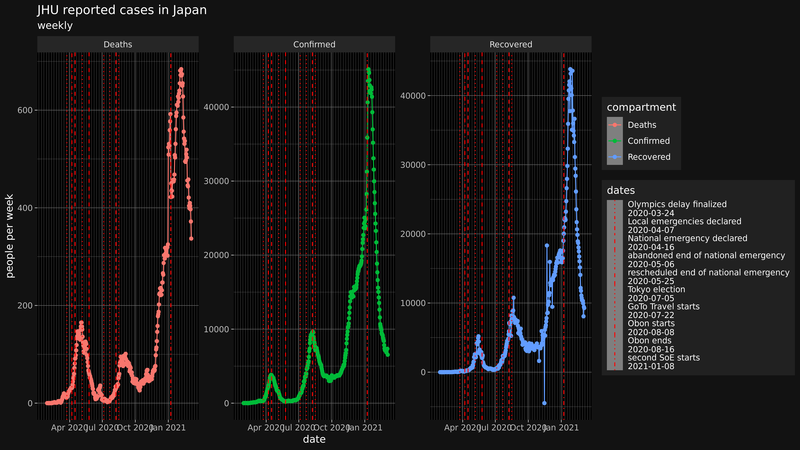 JHU reported cases in Japan
weekly
Deaths
Confirmed
Recovered
people per week
600
400
200
0
40000
30000
20000
10000
0
40000
30000
20000
10000
0
Apr 2020
Jul 2020
Oct 2020
Jan 2021
Apr 2020
Jul 2020
Oct 2020
Jan 2021
Apr 2020
Jul 2020
Oct 2020
Jan 2021
date
compartment
Deaths
Confirmed
Recovered
dates
Olympics delay finalized
2020-03-24
Local emergencies declared
2020-04-07
National emergency declared
2020-04-16
abandoned end of national emergency
2020-05-06
rescheduled end of national emergency
2020-05-25
Tokyo election
2020-07-05
GoTo Travel starts
2020-07-22
Obon starts
2020-08-08
Obon ends
2020-08-16
second SoE starts
2021-01-08